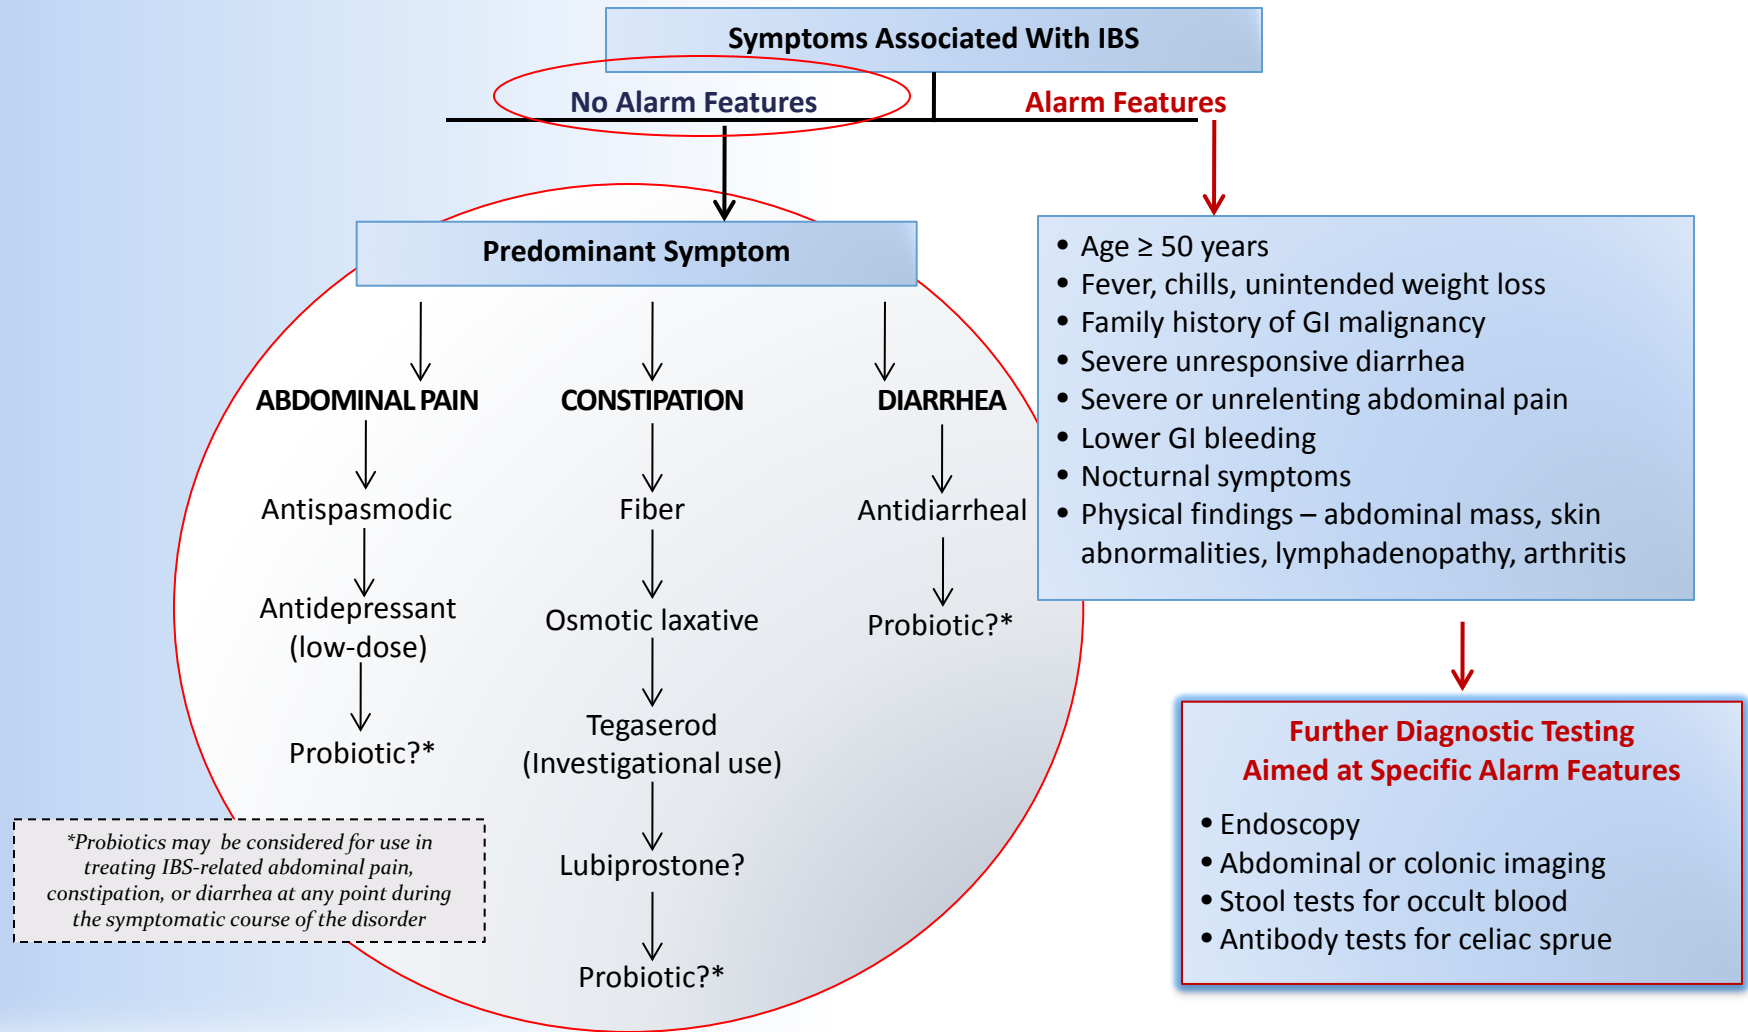 Symptoms Associated With IBS
No Alarm Features
Alarm Features
Predominant Symptom
ABDOMINAL PAIN
Antispasmodic
Antidepressant
(low-dose)
Probiotic?*
CONSTIPATION
Fiber
Osmotic laxative
Tegaserod
(Investigational use)
Lubiprostone?
Probiotic?*
DIARRHEA
Antidiarrheal
Probiotic?*
*Probiotics may be considered for use in
treating IBS-related abdominal pain,
constipation, or diarrhea at any point during
the symptomatic course of the disorder
• Age ≥ 50 years
• Fever, chills, unintended weight loss
• Family history of GI malignancy
• Severe unresponsive diarrhea
• Severe or unrelenting abdominal pain
• Lower GI bleeding
• Nocturnal symptoms
• Physical findings – abdominal mass, skin
abnormalities, lymphadenopathy, arthritis
Further Diagnostic Testing
Aimed at Specific Alarm Features
• Endoscopy
• Abdominal or colonic imaging
• Stool tests for occult blood
• Antibody tests for celiac sprue